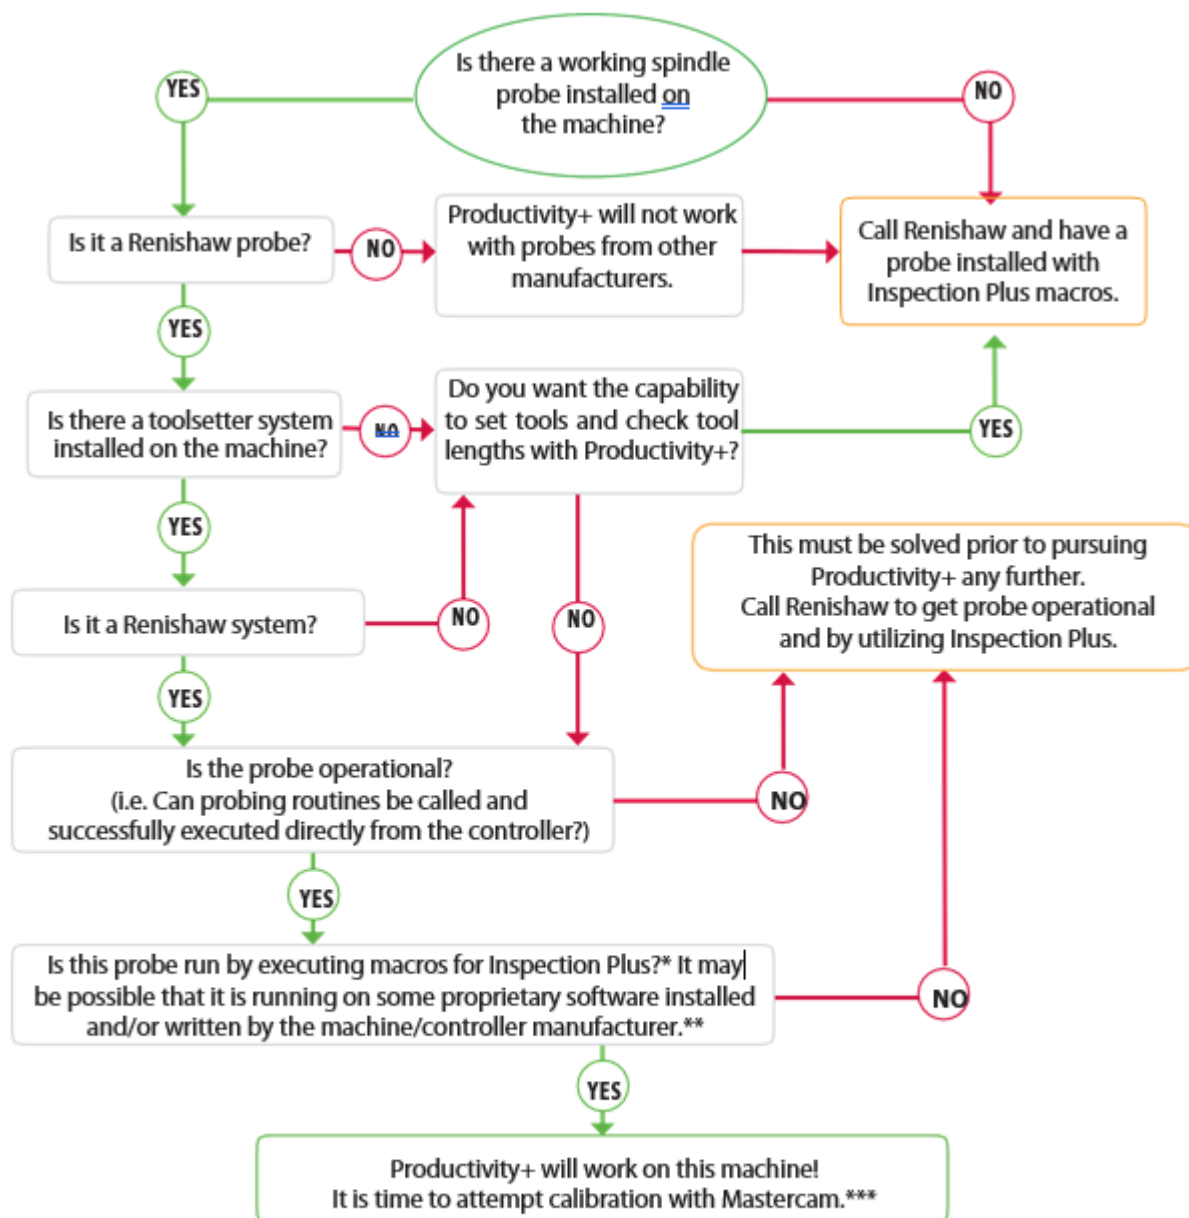 Is there a working spindle
probe installed on
the machine?
YES
NO
Is it a Renishaw probe?
NO
Productivity+ will not work
with probes from other
manufacturers.
Call Renishaw and have a
probe installed with
Inspection Plus macros.
YES
Is there a toolsetter system
installed on the machine?
NO
Do you want the capability
to set tools and check tool
lengths with Productivity+?
YES
YES
Is it a Renishaw system?
NO
NO
This must be solved prior to pursuing
Productivity+ any further.
Call Renishaw to get probe operational
and by utilizing Inspection Plus.
YES
Is the probe operational?
(i.e. Can probing routines be called and
successfully executed directly from the controller?)
NO
YES
Is this probe run by executing macros for Inspection Plus?* It may
be possible that it is running on some proprietary software installed
and/or written by the machine/controller manufacturer.**
NO
YES
Productivity+ will work on this machine!
It is time to attempt calibration with Mastercam.***